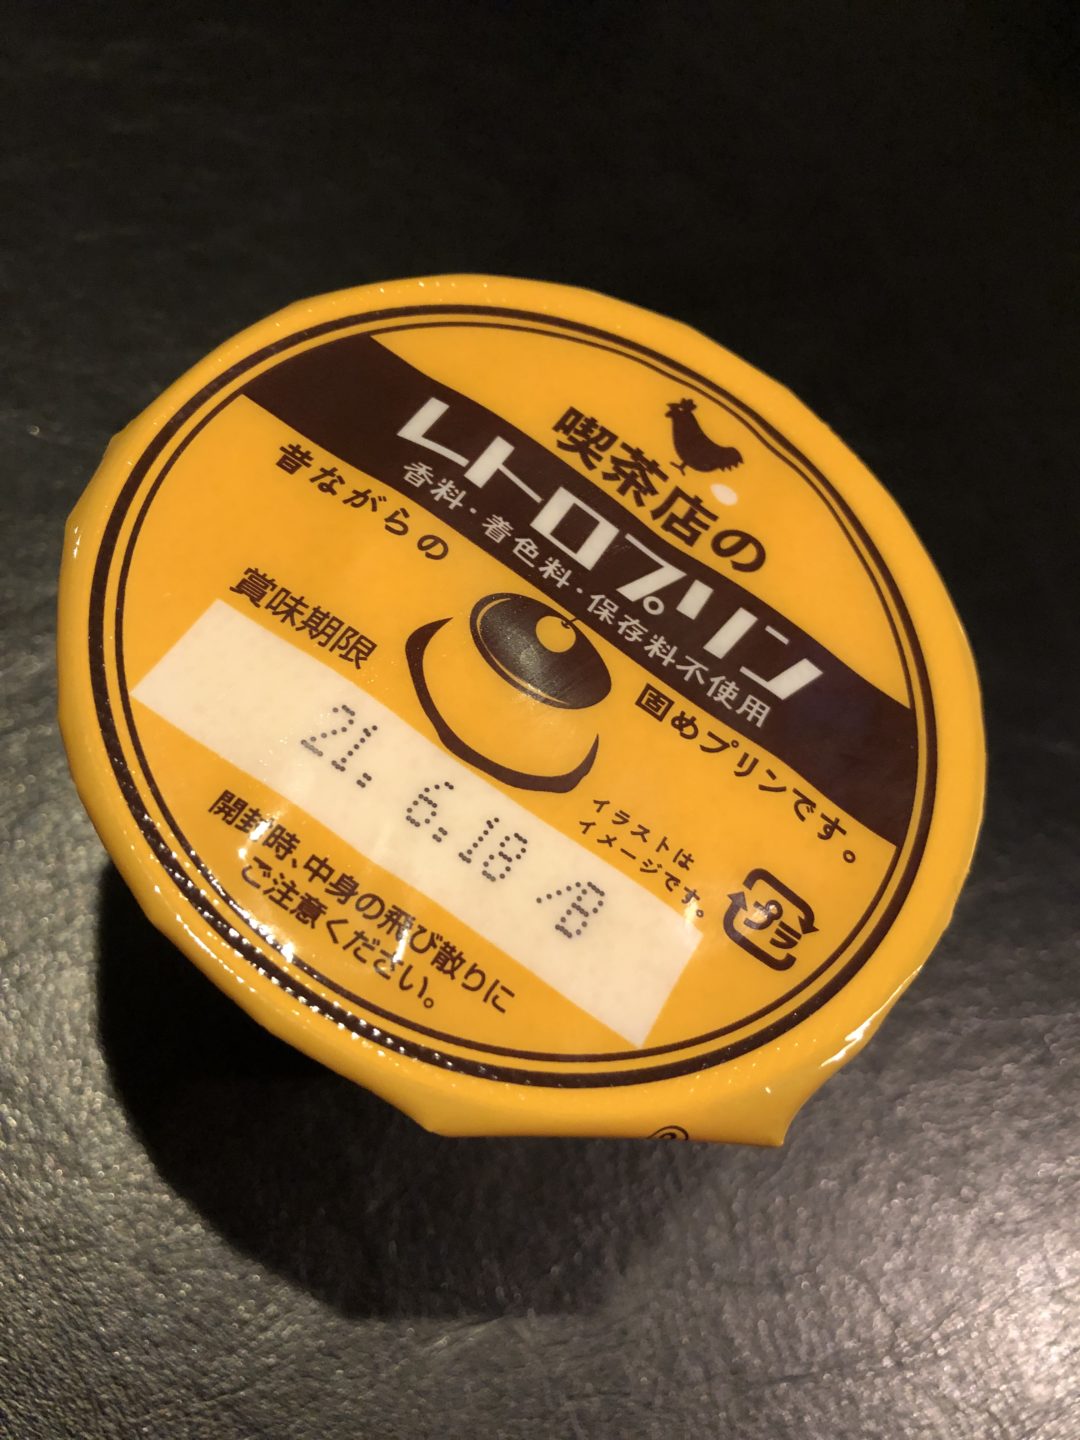 喫茶店の
レトロプリン
香料・着色料・保存料不使用
昔ながらの
固めプリンです。
賞味期限
21. 6.18 /B
イラストは
イメージです。
プラ
開封時、中身の飛び散りに
ご注意ください。